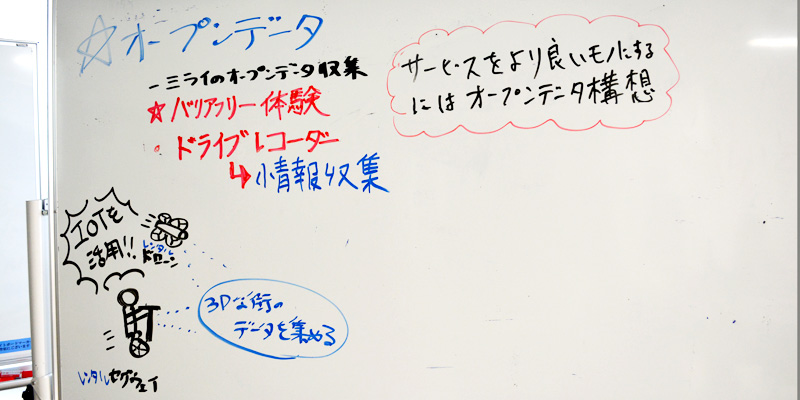 ☆オープンデータ
-ミライのオープンデータ収集
☆バリアフリー体験
・ドライブレコーダー
↳情報収集
サービスをより良いモノにする
にはオープンデータ構想
IOTを
活用!!
レンタル
ドローン
3Dな街の
データを集める
レンタルセグウェイ